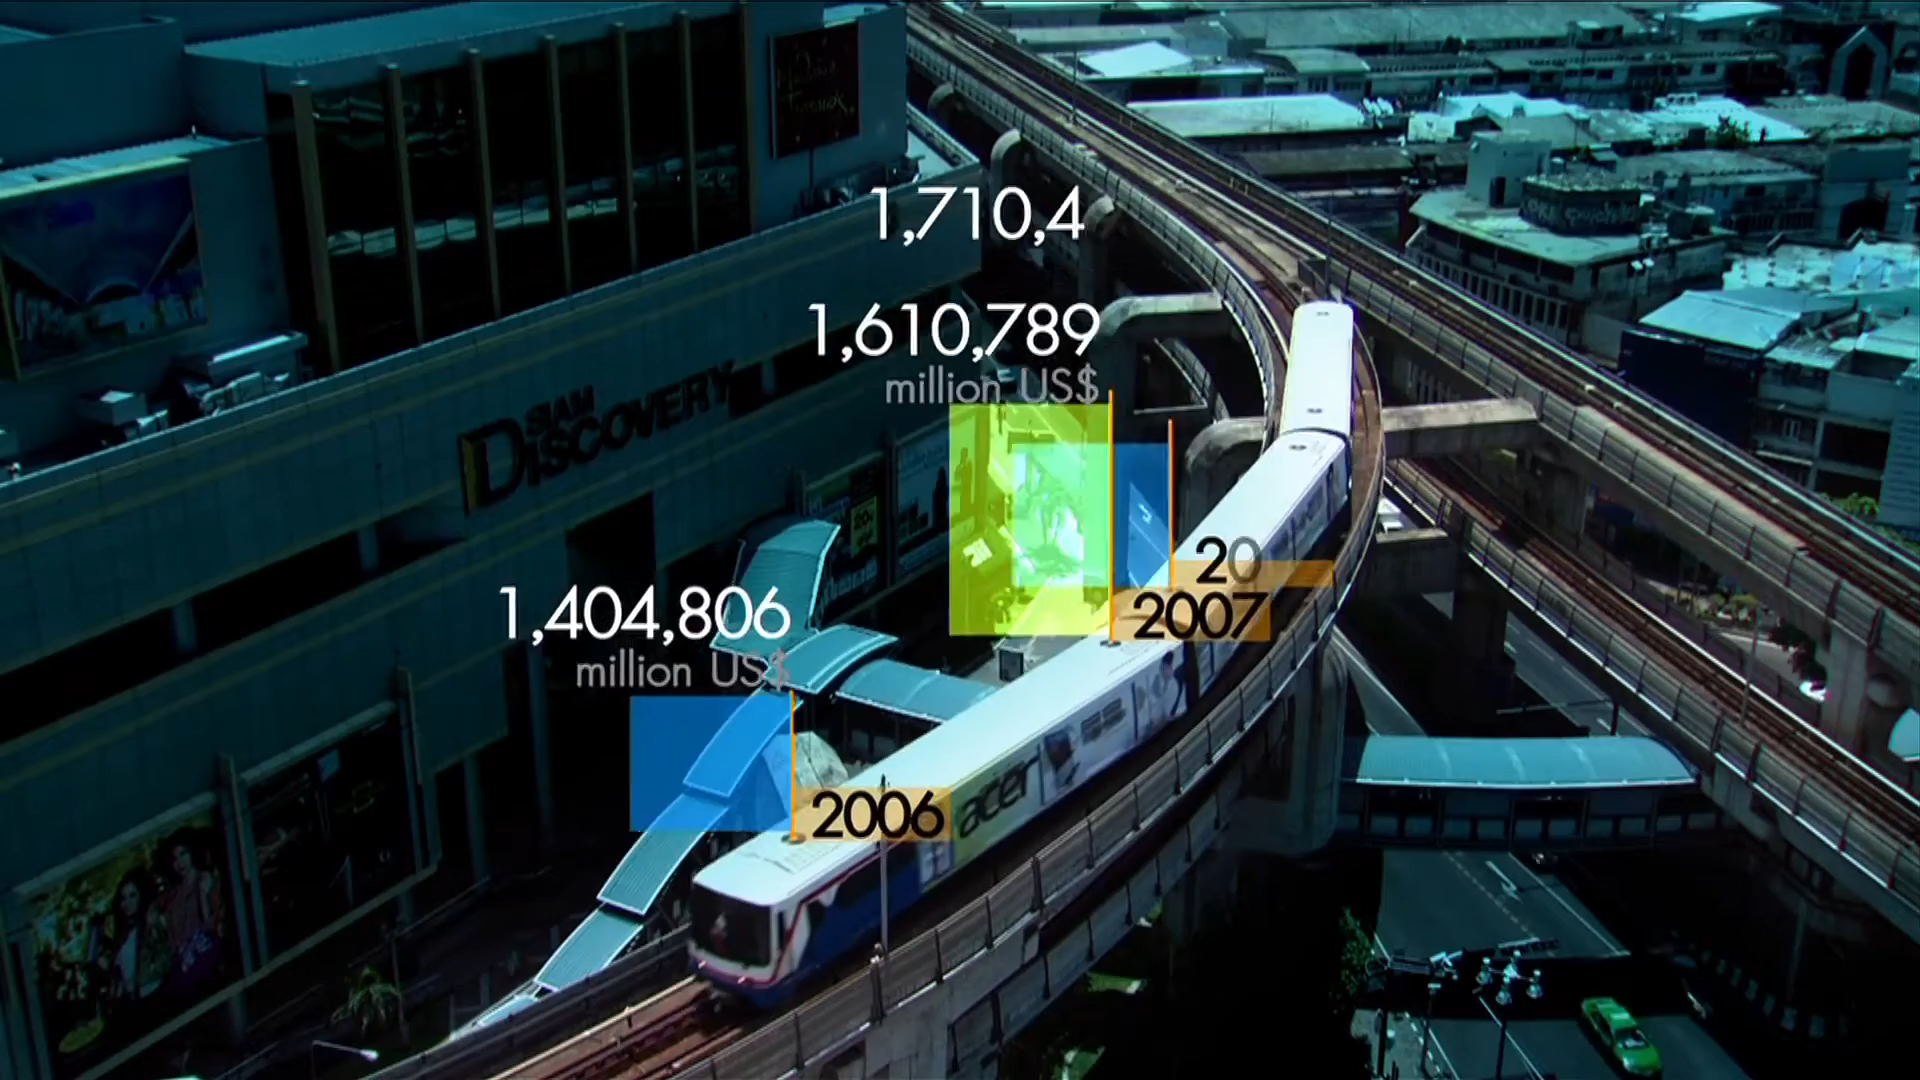 1,710,4
1,610,789
million US$
SIAM
DISCOVERY
20
2007
1,404,806
million US$
2006
acer